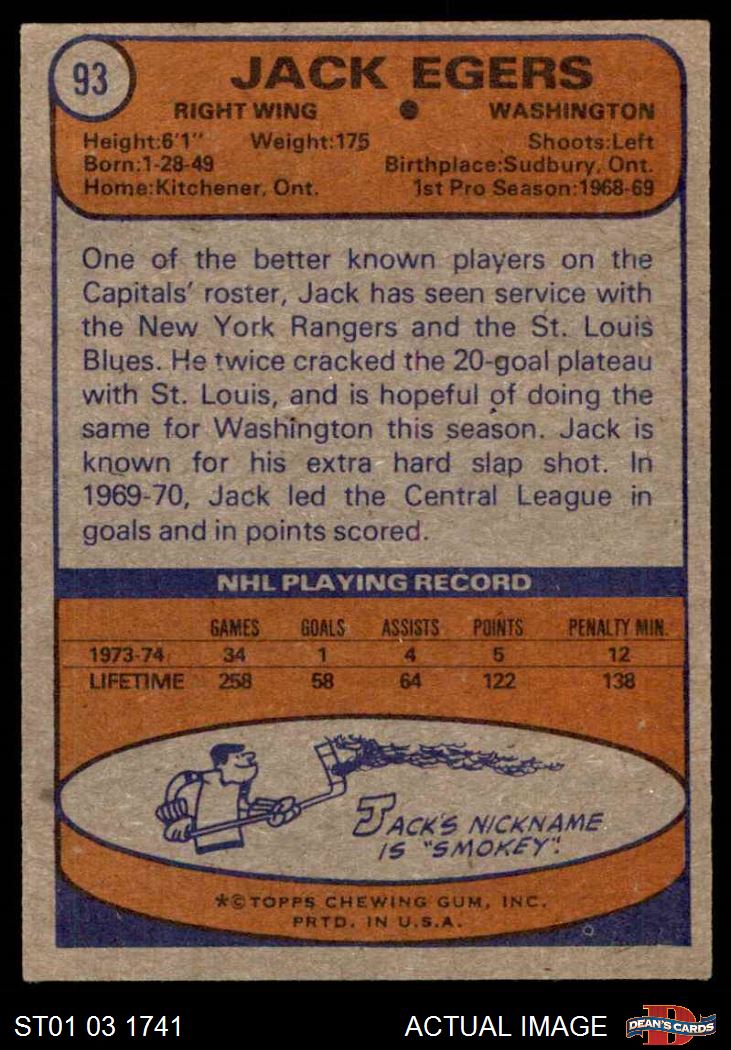 93
JACK EGERS
RIGHT WING ● WASHINGTON
Height:6'1" Weight:175 Shoots:Left
Born:1-28-49 Birthplace:Sudbury, Ont.
Home:Kitchener, Ont. 1st Pro Season:1968-69
One of the better known players on the
Capitals' roster, Jack has seen service with
the New York Rangers and the St. Louis
Blues. He twice cracked the 20-goal plateau
with St. Louis, and is hopeful of doing the
same for Washington this season. Jack is
known for his extra hard slap shot. In
1969-70, Jack led the Central League in
goals and in points scored.
NHL PLAYING RECORD
GAMES GOALS ASSISTS POINTS PENALTY MIN.
1973-74 34 1 4 5 12
LIFETIME 258 58 64 122 138
JACK'S NICKNAME
IS "SMOKEY".
*©TOPPS CHEWING GUM, INC.
PRTD. IN U.S.A.
ST01 03 1741 ACTUAL IMAGE
D
DEAN'S CARDS